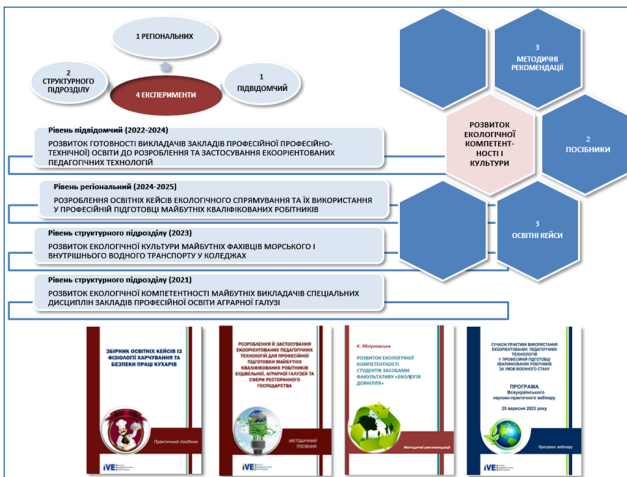 1 РЕГІОНАЛЬНИХ
2
СТРУКТУРНОГО
ПІДРОЗДІЛУ
4 ЕКСПЕРИМЕНТИ
1
ПІДВІДОМЧИЙ
3
МЕТОДИЧНІ
РЕКОМЕНДАЦІЇ
РОЗВИТОК
ЕКОЛОГІЧНОЇ
КОМПЕТЕНТ-
НОСТІ І
КУЛЬТУРИ
2
ПОСІБНИКИ
3
ОСВІТНІ КЕЙСИ
Рівень підвідомчий (2022-2024)
РОЗВИТОК ГОТОВНОСТІ ВИКЛАДАЧІВ ЗАКЛАДІВ ПРОФЕСІЙНОЇ ПРОФЕСІЙНО-
ТЕХНІЧНОЇ) ОСВІТИ ДО РОЗРОБЛЕННЯ ТА ЗАСТОСУВАННЯ ЕКООРІЄНТОВАНИХ
ПЕДАГОГІЧНИХ ТЕХНОЛОГІЙ
Рівень регіональний (2024-2025)
РОЗРОБЛЕННЯ ОСВІТНІХ КЕЙСІВ ЕКОЛОГІЧНОГО СПРЯМУВАННЯ ТА ЇХ ВИКОРИСТАННЯ
У ПРОФЕСІЙНІЙ ПІДГОТОВЦІ МАЙБУТНІХ КВАЛІФІКОВАНИХ РОБІТНИКІВ
Рівень структурного підрозділу (2023)
РОЗВИТОК ЕКОЛОГІЧНОЇ КУЛЬТУРИ МАЙБУТНІХ ФАХІВЦІВ МОРСЬКОГО І
ВНУТРІШНЬОГО ВОДНОГО ТРАНСПОРТУ У КОЛЕДЖАХ
Рівень структурного підрозділу (2021)
РОЗВИТОК ЕКОЛОГІЧНОЇ КОМПЕТЕНТНОСТІ МАЙБУТНІХ ВИКЛАДАЧІВ СПЕЦІАЛЬНИХ
ДИСЦИПЛІН ЗАКЛАДІВ ПРОФЕСІЙНОЇ ОСВІТИ АГРАРНОЇ ГАЛУЗІ
ЗБІРНИК ОСВІТНІХ КЕЙСІВ ІЗ
ФІЗІОЛОГІЇ ХАРЧУВАННЯ ТА
БЕЗПЕКИ ПРАЦІ КУХАРІВ
Практичний посібник
IVE
РОЗРОБЛЕННЯ Й ЗАСТОСУВАННЯ
ЕКООРІЄНТОВАНИХ ПЕДАГОГІЧНИХ
ТЕХНОЛОГІЙ ДЛЯ ПРОФЕСІЙНОЇ
ПІДГОТОВКИ МАЙБУТНІХ
КВАЛІФІКОВАНИХ РОБІТНИКІВ
БУДІВЕЛЬНОЇ, АГРАРНОЇ ГАЛУЗЕЙ ТА
СФЕРИ РЕСТОРАННОГО
ГОСПОДАРСТВА
МЕТОДИЧНИЙ
ПОСІБНИК
IVE
Я. Яблуновська
РОЗВИТОК ЕКОЛОГІЧНОЇ
КОМПЕТЕНТНОСТІ
СТУДЕНТІВ ЗАСОБАМИ
ФАКУЛЬТАТИВУ «ЕКОЛОГІЯ
ДОВКІЛЛЯ»
Методичні рекомендації
СУЧАСНІ ПРАКТИКИ ВИКОРИСТАННЯ
ЕКООРІЄНТОВАНИХ ПЕДАГОГІЧНИХ
ТЕХНОЛОГІЙ
У ПРОФЕСІЙНІЙ ПІДГОТОВЦІ
КВАЛІФІКОВАНИХ РОБІТНИКІВ
ЗА УМОВ ВОЄННОГО СТАНУ
ПРОГРАМА
Всеукраїнського
науково-практичного вебінару
25 вересня 2023 року
Програма вебінару
IVE